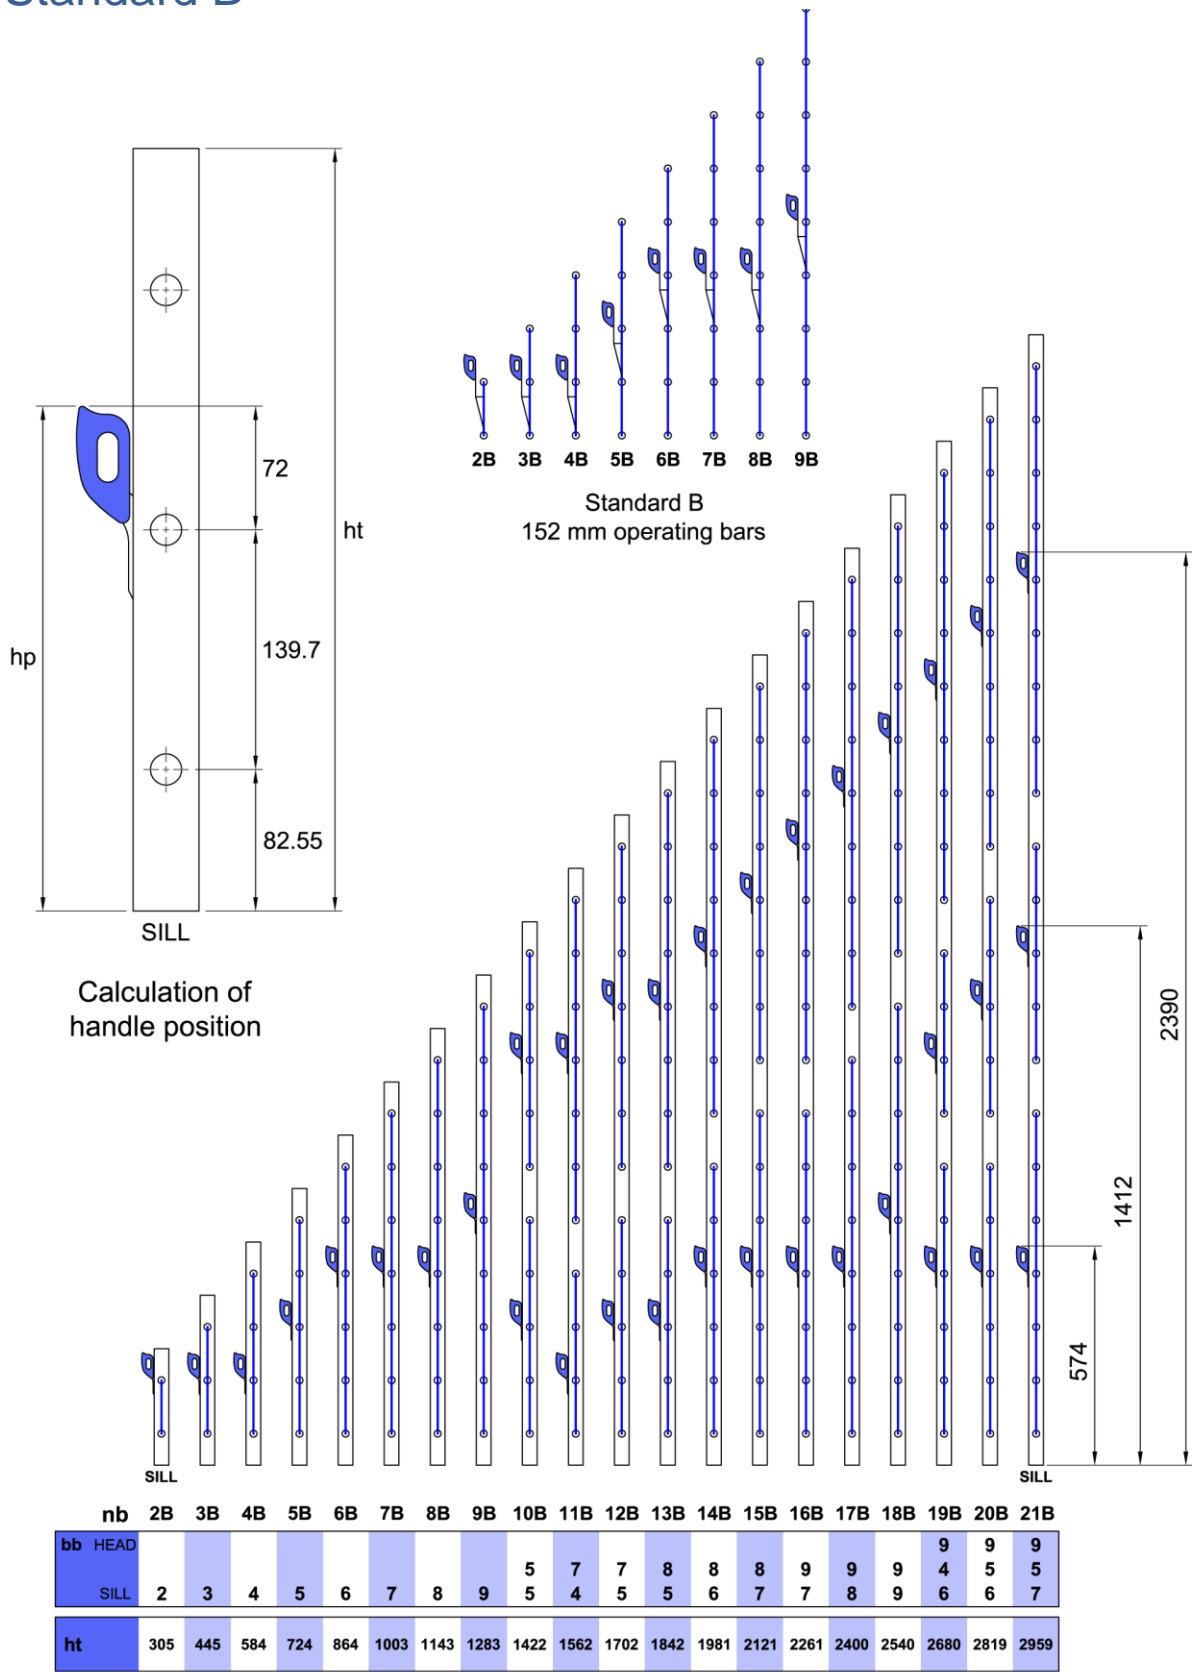 Standard B
2B 3B 4B 5B 6B 7B 8B 9B
Standard B
152 mm operating bars
72
ht
139.7
hp
82.55
SILL
Calculation of
handle position
2390
1412
574
SILL SILL
nb 2B 3B 4B 5B 6B 7B 8B 9B 10B 11B 12B 13B 14B 15B 16B 17B 18B 19B 20B 21B
bb HEAD 9 9 9
5 7 7 8 8 8 9 9 9 4 5 5
SILL 2 3 4 5 6 7 8 9 5 4 5 5 6 7 7 8 9 6 6 7
ht 305 445 584 724 864 1003 1143 1283 1422 1562 1702 1842 1981 2121 2261 2400 2540 2680 2819 2959